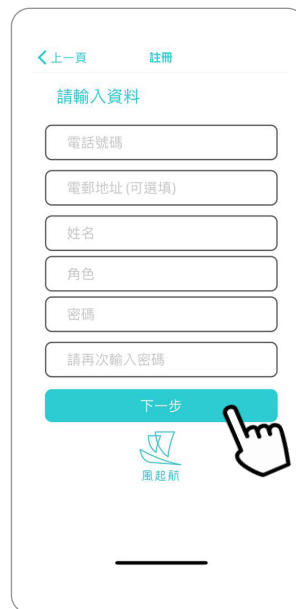 上一頁 註冊
請輸入資料
電話號碼
電郵地址 (可選填)
姓名
角色
密碼
請再次輸入密碼
下一步
風起航